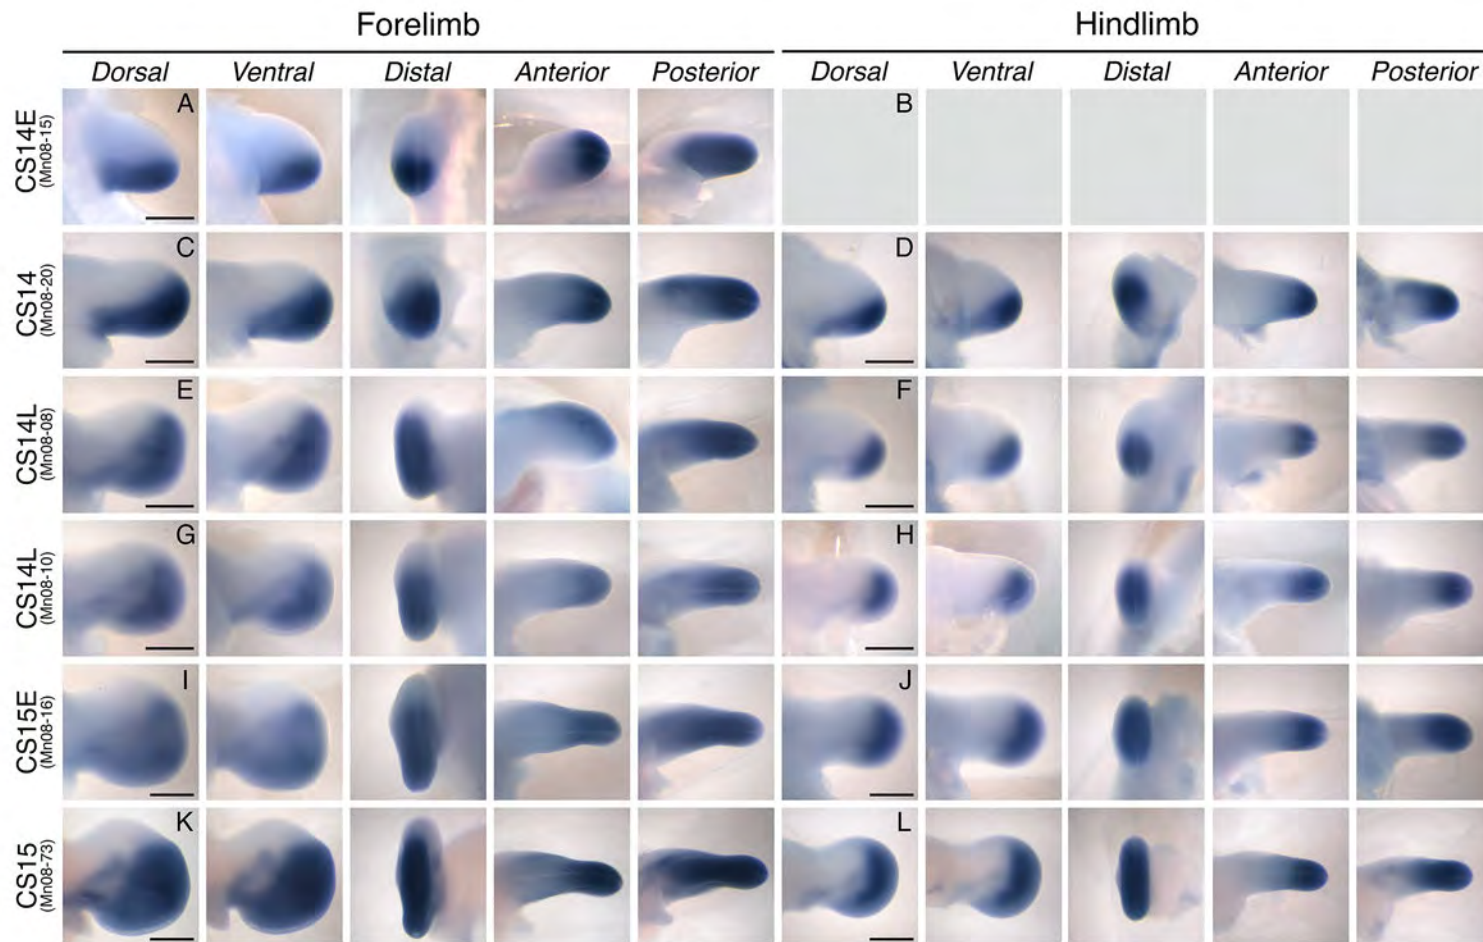 Forelimb Hindlimb
Dorsal Ventral Distal Anterior Posterior Dorsal Ventral Distal Anterior Posterior
CS14E
(Mn08-15)
A B
CS14
(Mn08-20)
C D
CS14L
(Mn08-08)
E F
CS14L
(Mn08-10)
G H
CS15E
(Mn08-16)
I J
CS15
(Mn08-73)
K L